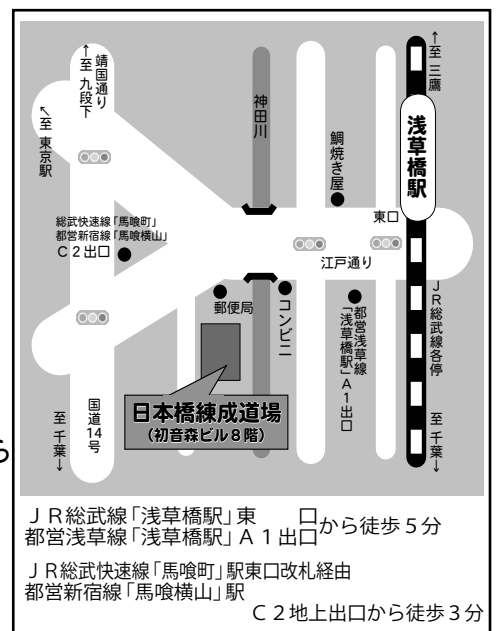 ↑至 九段下
靖国通り
↖至 東京駅
総武快速線「馬喰町」
都営新宿線「馬喰横山」
C2出口
神田川
鯛焼き屋
↑至 三鷹
浅草橋駅
東口
江戸通り
郵便局
コンビニ
都営浅草線
「浅草橋駅」A1出口
JR総武線各停
日本橋練成道場
(初音森ビル8階)
至 千葉↓
国道14号
至 千葉↓
ら
JR総武線「浅草橋駅」東 口
都営浅草線「浅草橋駅」A1出口から徒歩5分
JR総武快速線「馬喰町」駅東口改札経由
都営新宿線「馬喰横山」駅
C2地上出口から徒歩3分